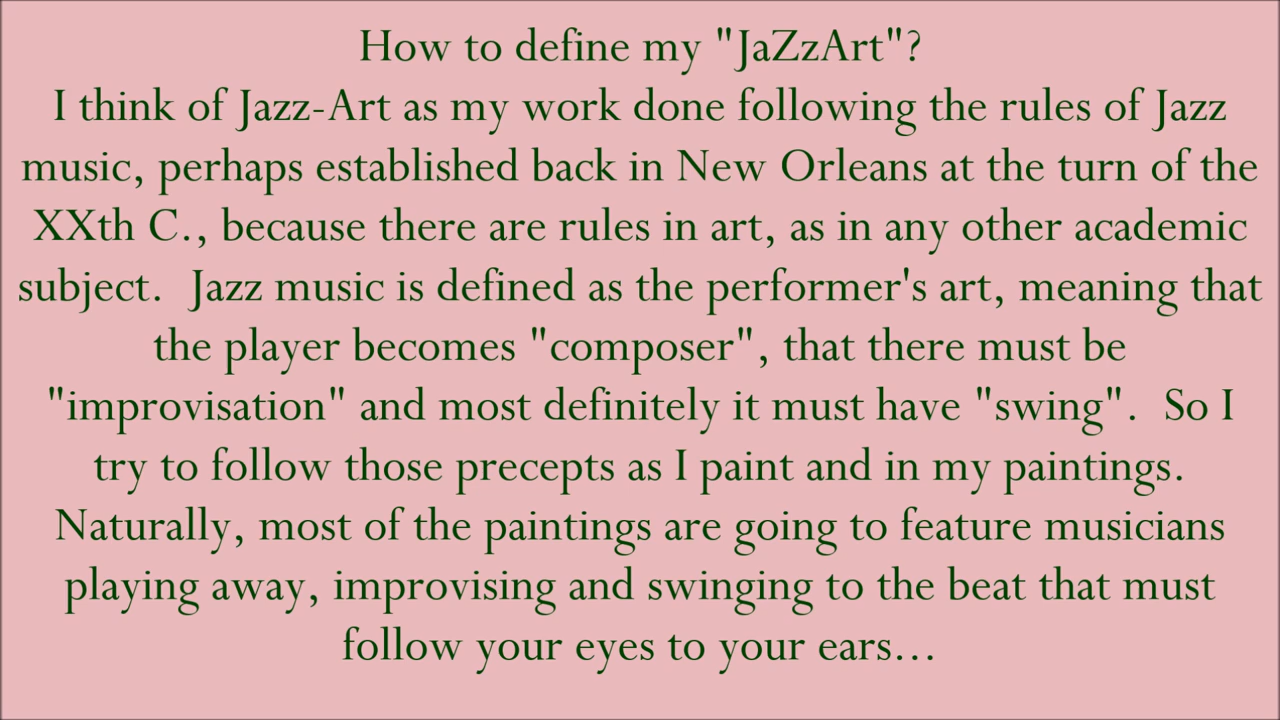 How to define my "JaZzArt"?
I think of Jazz-Art as my work done following the rules of Jazz
music, perhaps established back in New Orleans at the turn of the
XXth C., because there are rules in art, as in any other academic
subject.  Jazz music is defined as the performer's art, meaning that
the player becomes "composer", that there must be
"improvisation" and most definitely it must have "swing".  So I
try to follow those precepts as I paint and in my paintings.
Naturally, most of the paintings are going to feature musicians
playing away, improvising and swinging to the beat that must
follow your eyes to your ears...